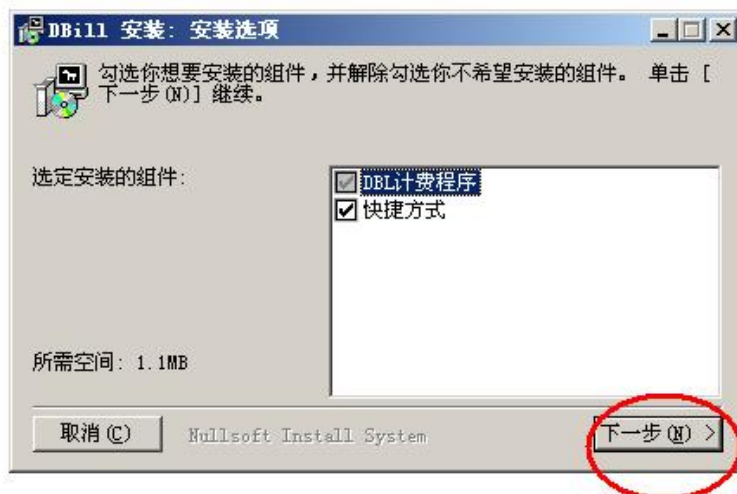 DBill 安装: 安装选项
勾选你想要安装的组件，并解除勾选你不希望安装的组件。 单击 [
下一步(N)] 继续。
选定安装的组件:
DBL计费程序
快捷方式
所需空间: 1.1MB
取消(C)
Nullsoft Install System
下一步(N) >